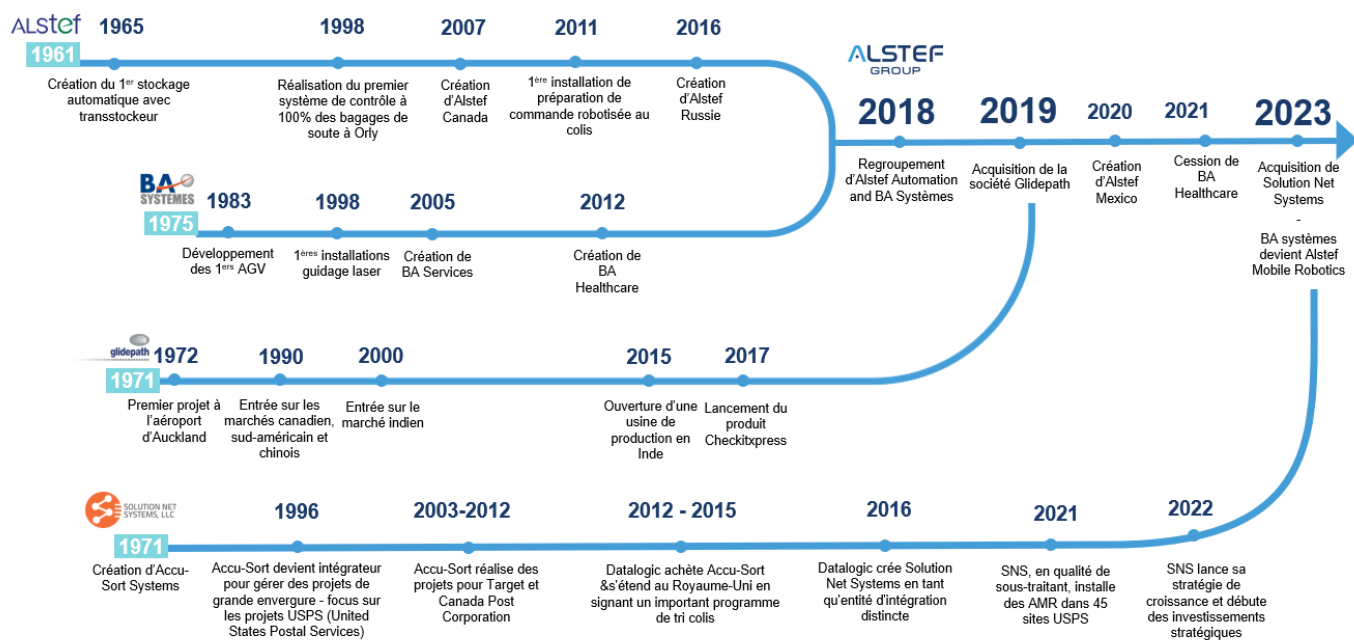 ALSTEF
1961
1965
Création du 1er stockage
automatique avec
transstockeur
1998
Réalisation du premier
système de contrôle à
100% des bagages de
soute à Orly
2007
Création
d'Alstef
Canada
2011
1ère installation de
préparation de
commande robotisée au
colis
2016
Création
d'Alstef
Russie
BA
SYSTEMES
1975
1983
Développement
des 1ers AGV
1998
1ères installations
guidage laser
2005
Création de
BA Services
2012
Création de
BA
Healthcare
ALSTEF
GROUP
2018
Regroupement
d'Alstef Automation
and BA Systèmes
2019
Acquisition de la
société Glidepath
2020
Création
d'Alstef
Mexico
2021
Cession de
BA
Healthcare
2023
Acquisition de
Solution Net
Systems
-
BA systèmes
devient Alstef
Mobile Robotics
glidepath
1971
1972
Premier projet à
l'aéroport
d'Auckland
1990
Entrée sur les
marchés canadien,
sud-américain et
chinois
2000
Entrée sur le
marché indien
2015
Ouverture d'une
usine de
production en
Inde
2017
Lancement du
produit
Checkitxpress
SOLUTION NET
SYSTEMS, LLC
1971
Création d'Accu-
Sort Systems
1996
Accu-Sort devient intégrateur
pour gérer des projets de
grande envergure - focus sur
les projets USPS (United
States Postal Services)
2003-2012
Accu-Sort réalise des
projets pour Target et
Canada Post
Corporation
2012 - 2015
Datalogic achète Accu-Sort
&s'étend au Royaume-Uni en
signant un important programme
de tri colis
2016
Datalogic crée Solution
Net Systems en tant
qu'entité d'intégration
distincte
2021
SNS, en qualité de
sous-traitant, installe
des AMR dans 45
sites USPS
2022
SNS lance sa
stratégie de
croissance et débute
des investissements
stratégiques